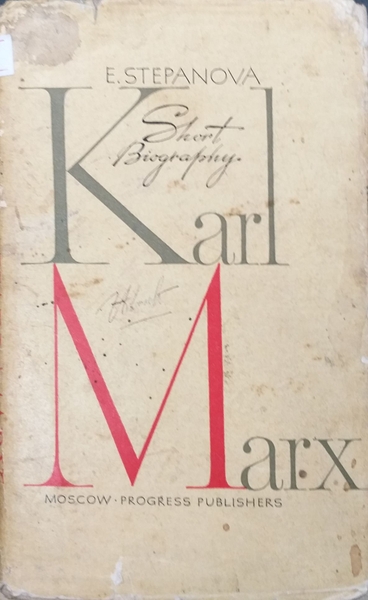 E. STEPANOVA
Karl
Short
Biography
Marx
MOSCOW · PROGRESS PUBLISHERS